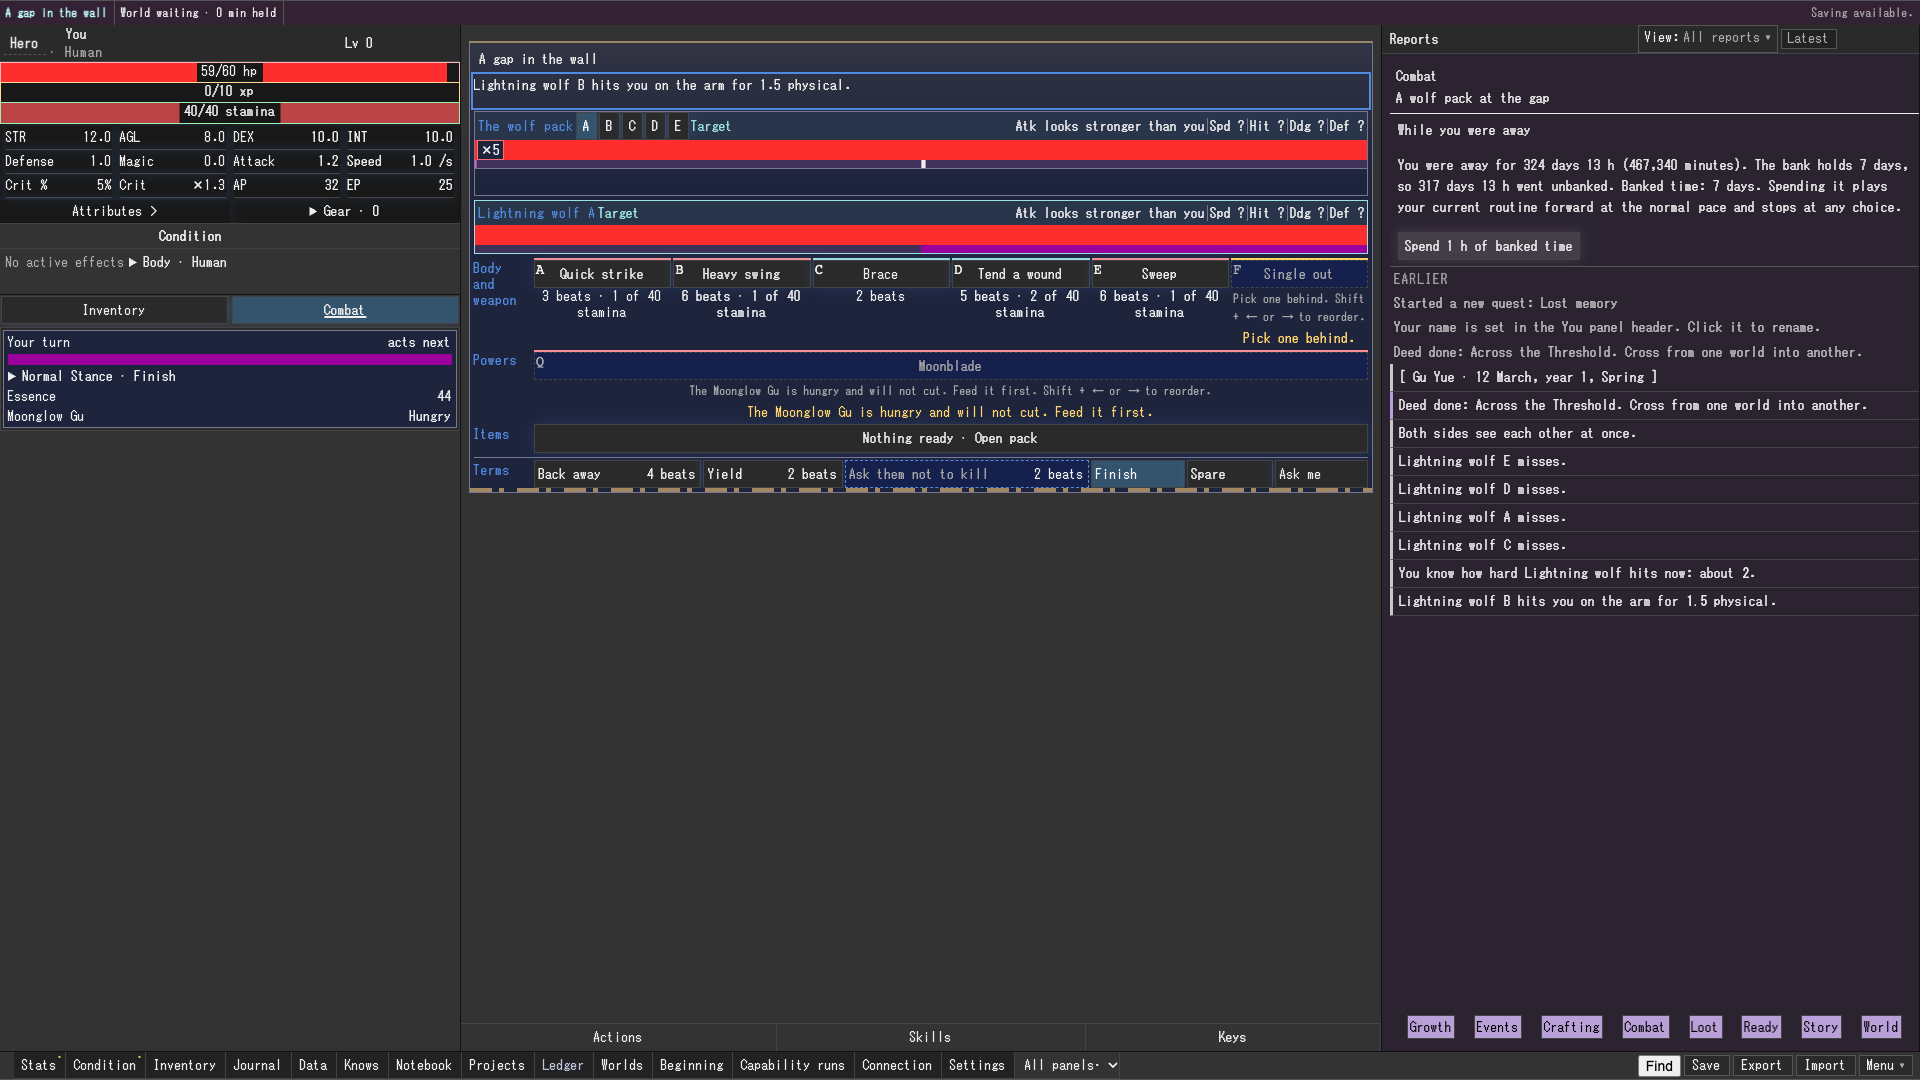 A gap in the wall World waiting · 0 min held Saving available.
Hero You Lv 0
Human
59/60 hp
0/10 xp
40/40 stamina
STR 12.0 AGL 8.0 DEX 10.0 INT 10.0
Defense 1.0 Magic 0.0 Attack 1.2 Speed 1.0 /s
Crit % 5% Crit ×1.3 AP 32 EP 25
Attributes > ▶ Gear · 0
Condition
No active effects ▶ Body · Human
Inventory Combat
Your turn acts next
▶ Normal Stance · Finish
Essence 44
Moonglow Gu Hungry
A gap in the wall
Lightning wolf B hits you on the arm for 1.5 physical.
The wolf pack A B C D E Target Atk looks stronger than you Spd ? Hit ? Ddg ? Def ?
×5
Lightning wolf A Target Atk looks stronger than you Spd ? Hit ? Ddg ? Def ?
Body and weapon
A Quick strike
3 beats · 1 of 40 stamina
B Heavy swing
6 beats · 1 of 40 stamina
C Brace
2 beats
D Tend a wound
5 beats · 2 of 40 stamina
E Sweep
6 beats · 1 of 40 stamina
F Single out
Pick one behind. Shift + ← or → to reorder.
Pick one behind.
Powers
Q Moonblade
The Moonglow Gu is hungry and will not cut. Feed it first. Shift + ← or → to reorder.
The Moonglow Gu is hungry and will not cut. Feed it first.
Items Nothing ready · Open pack
Terms Back away 4 beats Yield 2 beats Ask them not to kill 2 beats Finish Spare Ask me
Actions Skills Keys
Reports View: All reports ▾ Latest
Combat
A wolf pack at the gap
While you were away
You were away for 324 days 13 h (467,340 minutes). The bank holds 7 days,
so 317 days 13 h went unbanked. Banked time: 7 days. Spending it plays
your current routine forward at the normal pace and stops at any choice.
Spend 1 h of banked time
EARLIER
Started a new quest: Lost memory
Your name is set in the You panel header. Click it to rename.
Deed done: Across the Threshold. Cross from one world into another.
[ Gu Yue · 12 March, year 1, Spring ]
Deed done: Across the Threshold. Cross from one world into another.
Both sides see each other at once.
Lightning wolf E misses.
Lightning wolf D misses.
Lightning wolf A misses.
Lightning wolf C misses.
You know how hard Lightning wolf hits now: about 2.
Lightning wolf B hits you on the arm for 1.5 physical.
Growth Events Crafting Combat Loot Ready Story World
Stats Condition Inventory Journal Data Knows Notebook Projects Ledger Worlds Beginning Capability runs Connection Settings All panels· Find Save Export Import Menu ▾